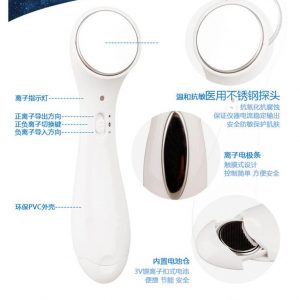 离子指示灯
正离子导出方向
正负离子切换键
负离子导入方向
环保PVC外壳
温和抗敏医用不锈钢探头
抗氧化抗腐蚀
保证仪器电流稳定输出
安全防敏保护肌肤
离子电极条
触摸式设计
控制简单 方便安全
内置电池仓
3V锂离子扣式电池
便携 节能 安全